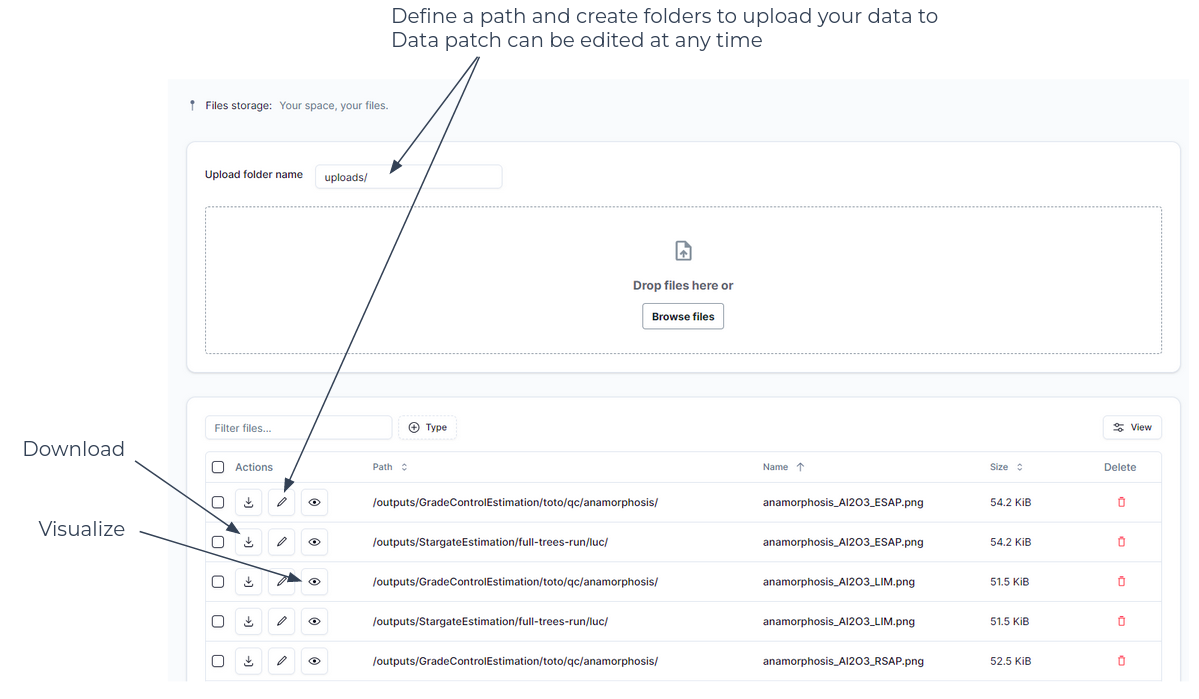 Define a path and create folders to upload your data to
Data patch can be edited at any time
Files storage: Your space, your files.
Upload folder name uploads/
Drop files here or
Browse files
Download
Visualize
Filter files... Type View
Actions Path Name Size Delete
/outputs/GradeControlEstimation/toto/qc/anamorphosis/ anamorphosis_Al2O3_ESAP.png 54.2 KiB
/outputs/StargateEstimation/full-trees-run/luc/ anamorphosis_Al2O3_ESAP.png 54.2 KiB
/outputs/GradeControlEstimation/toto/qc/anamorphosis/ anamorphosis_Al2O3_LIM.png 51.5 KiB
/outputs/StargateEstimation/full-trees-run/luc/ anamorphosis_Al2O3_LIM.png 51.5 KiB
/outputs/GradeControlEstimation/toto/qc/anamorphosis/ anamorphosis_Al2O3_RSAP.png 52.5 KiB